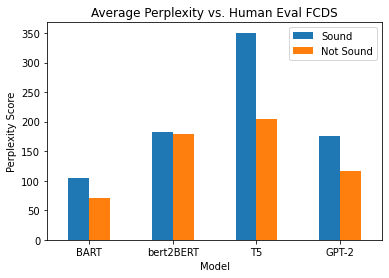 Average Perplexity vs. Human Eval FCDS
Sound
Not Sound
Perplexity Score
350
300
250
200
150
100
50
0
BART
bert2BERT
T5
GPT-2
Model